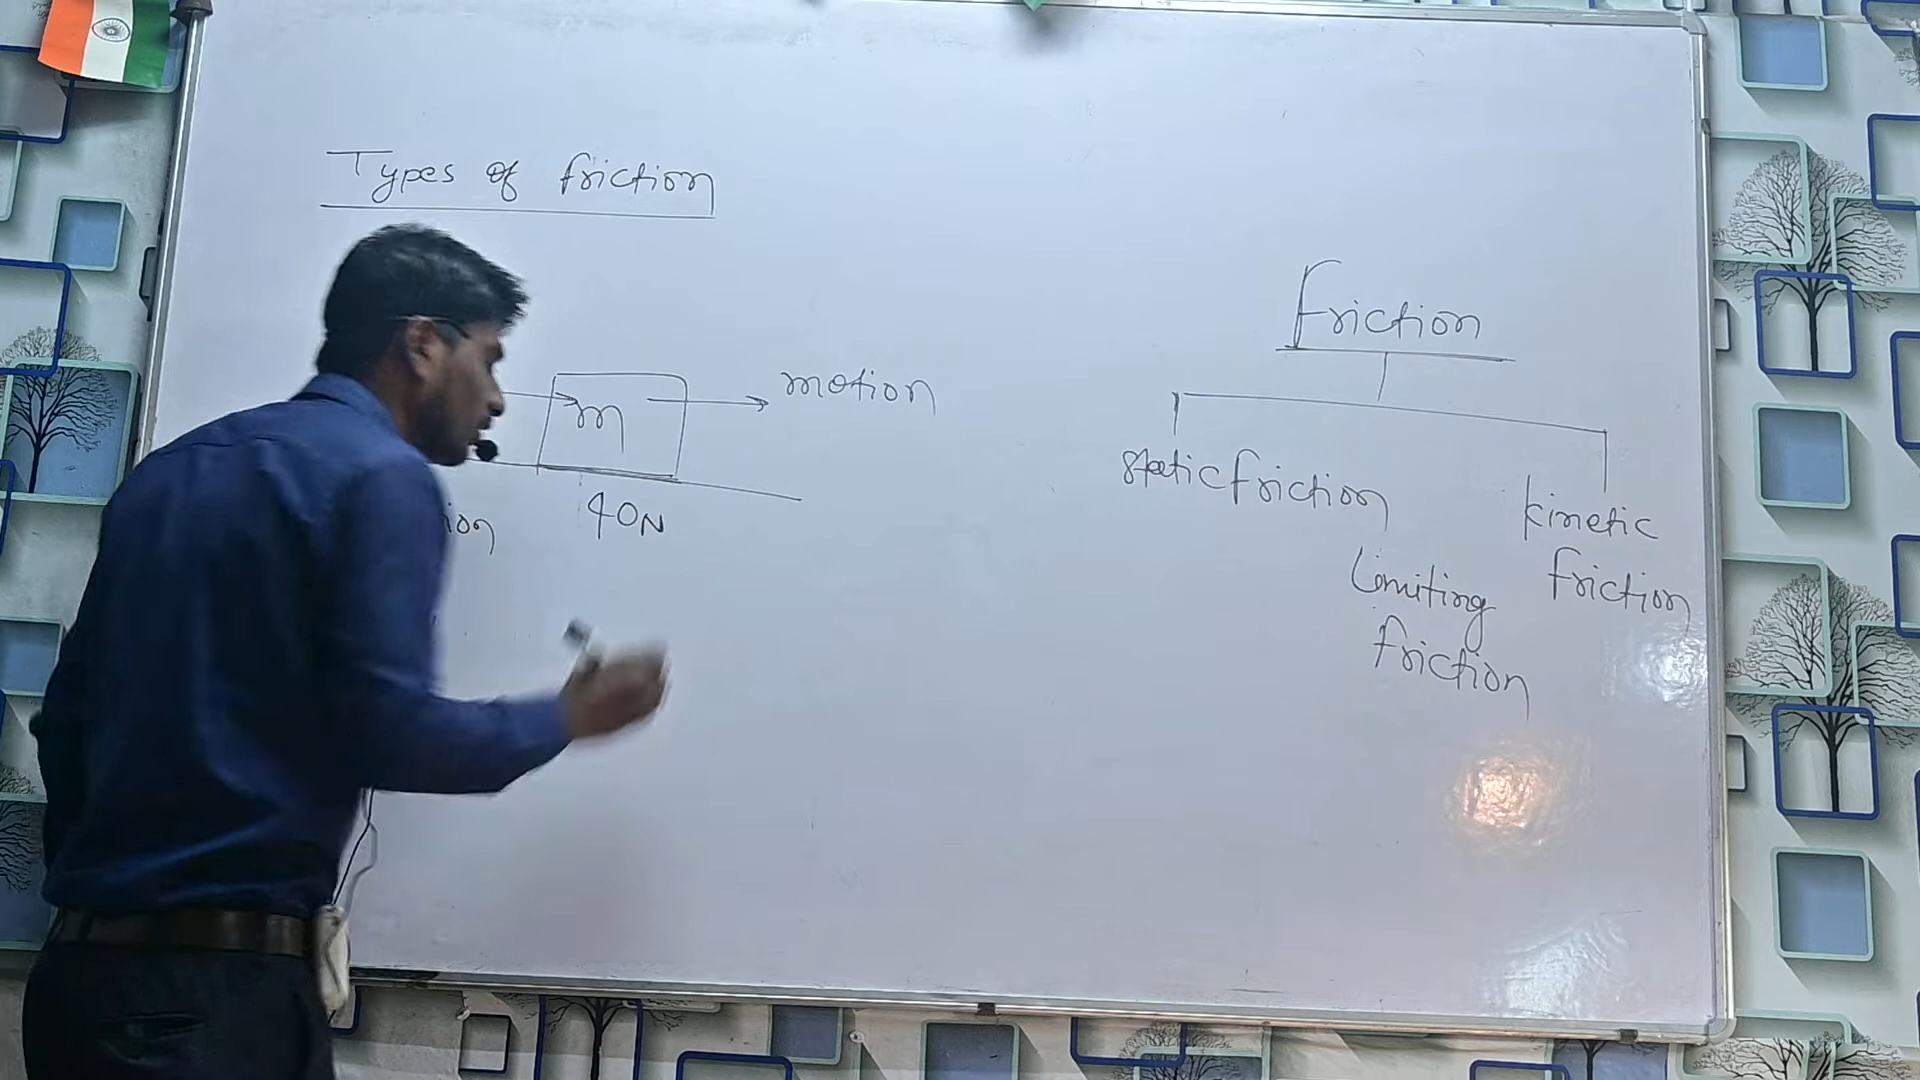 Types of friction
m
motion
40N
Friction
static friction
kinetic
friction
Limiting
friction